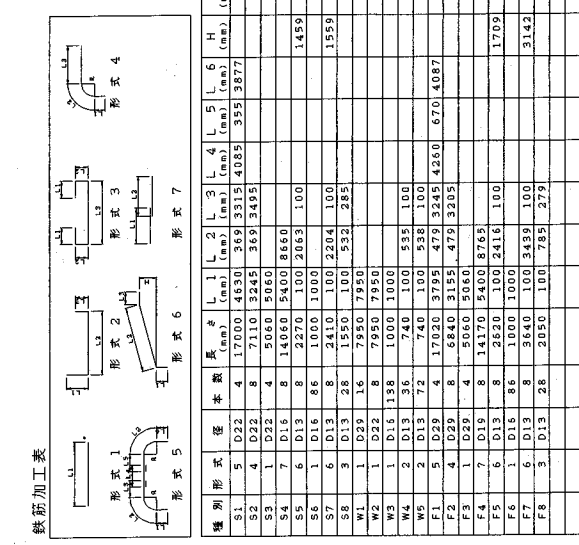 鉄筋加工表
L1
形式 1
形式 2
形式 3
形式 4
形式 5
形式 6
形式 7
種別 形式 径 本数 長さ(mm) L1(mm) L2(mm) L3(mm) L4(mm) L5(mm) L6(mm) H(mm)
S1 5 D22 4 17000 4630 369 3315 4085 355 3877
S2 4 D22 8 7110 3245 369 3495
S3 1 D22 4 5060 5060
S4 7 D16 8 14060 5400 8660
S5 6 D13 8 2270 100 2063 100 1459
S6 1 D16 86 1000 1000
S7 6 D13 8 2410 100 2204 100 1559
S8 3 D13 28 1550 100 532 285
W1 1 D29 16 7950 7950
W2 1 D22 8 7950 7950
W3 1 D16 138 1000 1000
W4 2 D13 36 740 100 535 100
W5 2 D13 72 740 100 538 100
F1 5 D29 4 17020 3795 479 3245 4260 670 4087
F2 4 D29 8 6840 3155 479 3205
F3 1 D29 4 5060 5060
F4 7 D19 8 14170 5400 8765
F5 6 D13 8 2620 100 2416 100 1709
F6 1 D16 86 1000 1000
F7 6 D13 8 3640 100 3439 100 3142
F8 3 D13 28 2050 100 785 279